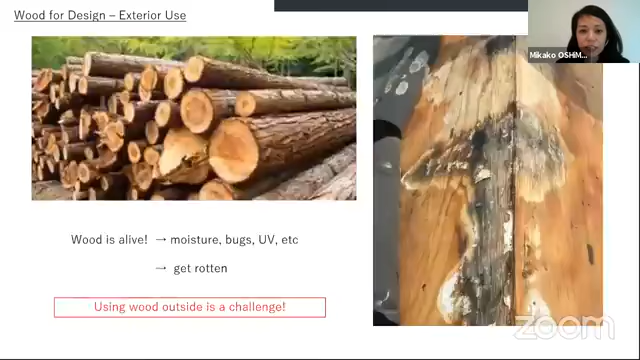 Wood for Design – Exterior Use
Mikako OSHM...
Wood is alive! → moisture, bugs, UV, etc
→ get rotten
Using wood outside is a challenge!
zoom